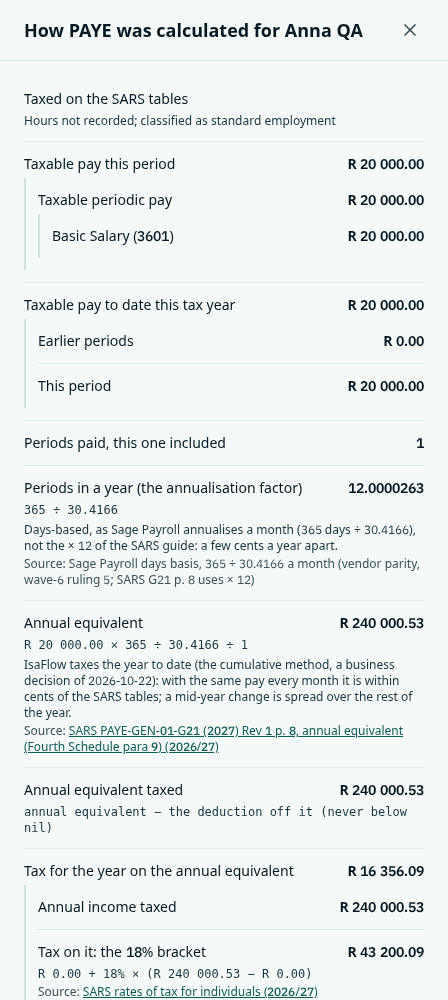 How PAYE was calculated for Anna QA
Taxed on the SARS tables
Hours not recorded; classified as standard employment
Taxable pay this period R 20 000.00
Taxable periodic pay R 20 000.00
Basic Salary (3601) R 20 000.00
Taxable pay to date this tax year R 20 000.00
Earlier periods R 0.00
This period R 20 000.00
Periods paid, this one included 1
Periods in a year (the annualisation factor) 12.0000263
365 ÷ 30.4166
Days-based, as Sage Payroll annualises a month (365 days ÷ 30.4166),
not the × 12 of the SARS guide: a few cents a year apart.
Source: Sage Payroll days basis, 365 ÷ 30.4166 a month (vendor parity,
wave-6 ruling 5; SARS G21 p. 8 uses × 12)
Annual equivalent R 240 000.53
R 20 000.00 × 365 ÷ 30.4166 ÷ 1
IsaFlow taxes the year to date (the cumulative method, a business
decision of 2026-10-22): with the same pay every month it is within
cents of the SARS tables; a mid-year change is spread over the rest of
the year.
Source: SARS PAYE-GEN-01-G21 (2027) Rev 1 p. 8, annual equivalent
(Fourth Schedule para 9) (2026/27)
Annual equivalent taxed R 240 000.53
annual equivalent − the deduction off it (never below
nil)
Tax for the year on the annual equivalent R 16 356.09
Annual income taxed R 240 000.53
Tax on it: the 18% bracket R 43 200.09
R 0.00 + 18% × (R 240 000.53 − R 0.00)
Source: SARS rates of tax for individuals (2026/27)